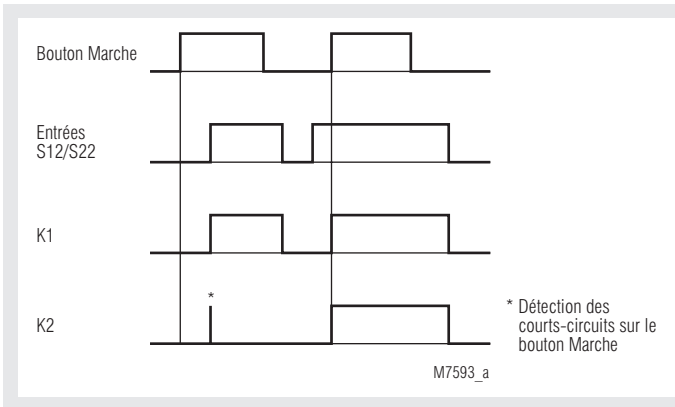 Bouton Marche
Entrées
S12/S22
K1
*
K2
* Détection des
courts-circuits sur le
bouton Marche
M7593_a